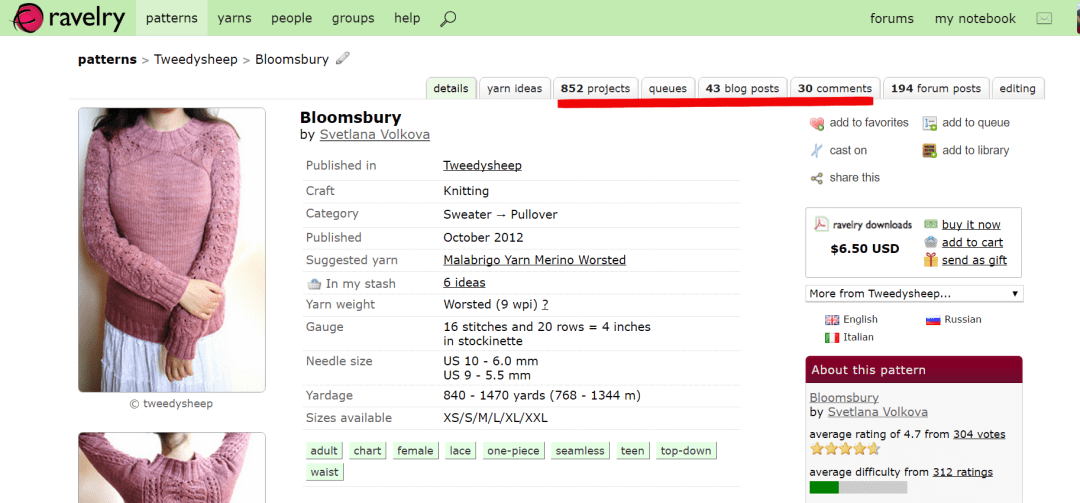 ravelry patterns yarns people groups help forums my notebook
patterns > Tweedysheep > Bloomsbury
details yarn ideas 852 projects queues 43 blog posts 30 comments 194 forum posts editing
Bloomsbury
by Svetlana Volkova
Published in Tweedysheep
Craft Knitting
Category Sweater → Pullover
Published October 2012
Suggested yarn Malabrigo Yarn Merino Worsted
In my stash 6 ideas
Yarn weight Worsted (9 wpi) ?
Gauge 16 stitches and 20 rows = 4 inches
in stockinette
Needle size US 10 - 6.0 mm
US 9 - 5.5 mm
Yardage 840 - 1470 yards (768 - 1344 m)
Sizes available XS/S/M/L/XL/XXL
adult chart female lace one-piece seamless teen top-down
waist
© tweedysheep
add to favorites add to queue
cast on add to library
share this
ravelry downloads buy it now
$6.50 USD add to cart
send as gift
More from Tweedysheep...
English Russian
Italian
About this pattern
Bloomsbury
by Svetlana Volkova
average rating of 4.7 from 304 votes
average difficulty from 312 ratings